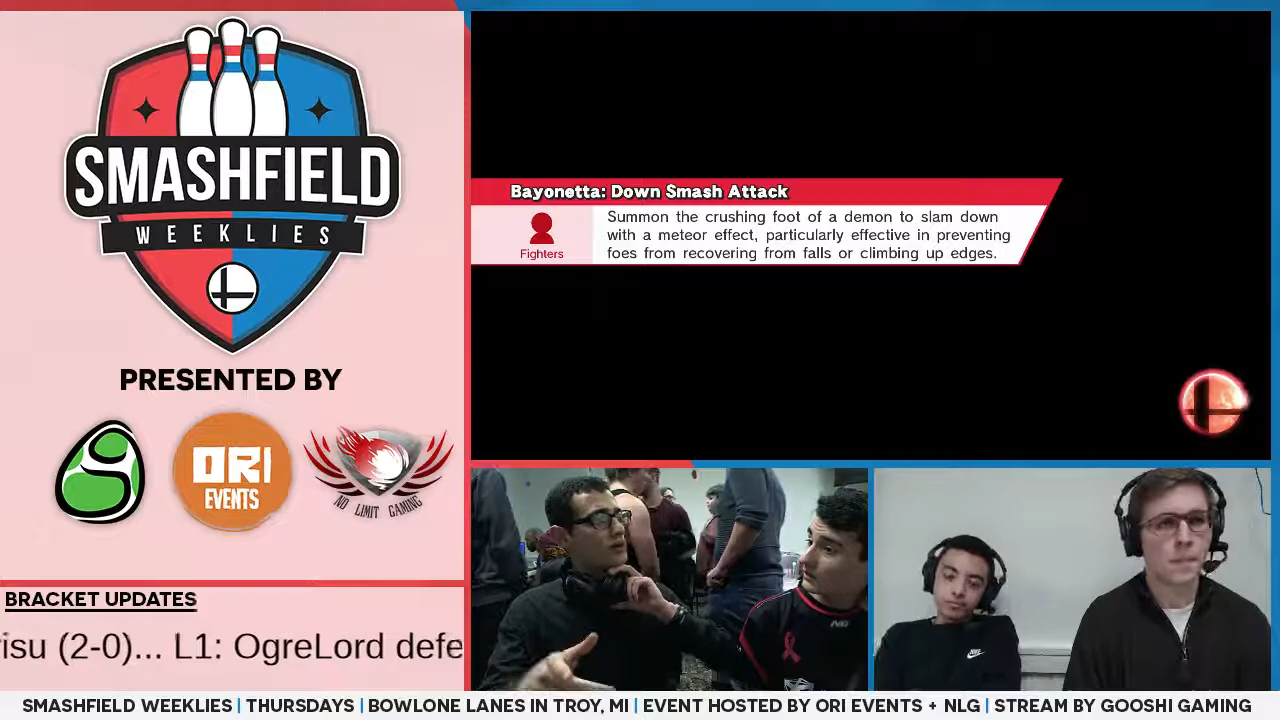 SMASHFIELD
WEEKLIES
PRESENTED BY
ORI
EVENTS
NO LIMIT GAMING
BRACKET UPDATES
isu (2-0)... L1: OgreLord defe
Bayonetta: Down Smash Attack
Fighters
Summon the crushing foot of a demon to slam down
with a meteor effect, particularly effective in preventing
foes from recovering from falls or climbing up edges.
SMASHFIELD WEEKLIES | THURSDAYS | BOWLONE LANES IN TROY, MI | EVENT HOSTED BY ORI EVENTS + NLG | STREAM BY GOOSHI GAMING